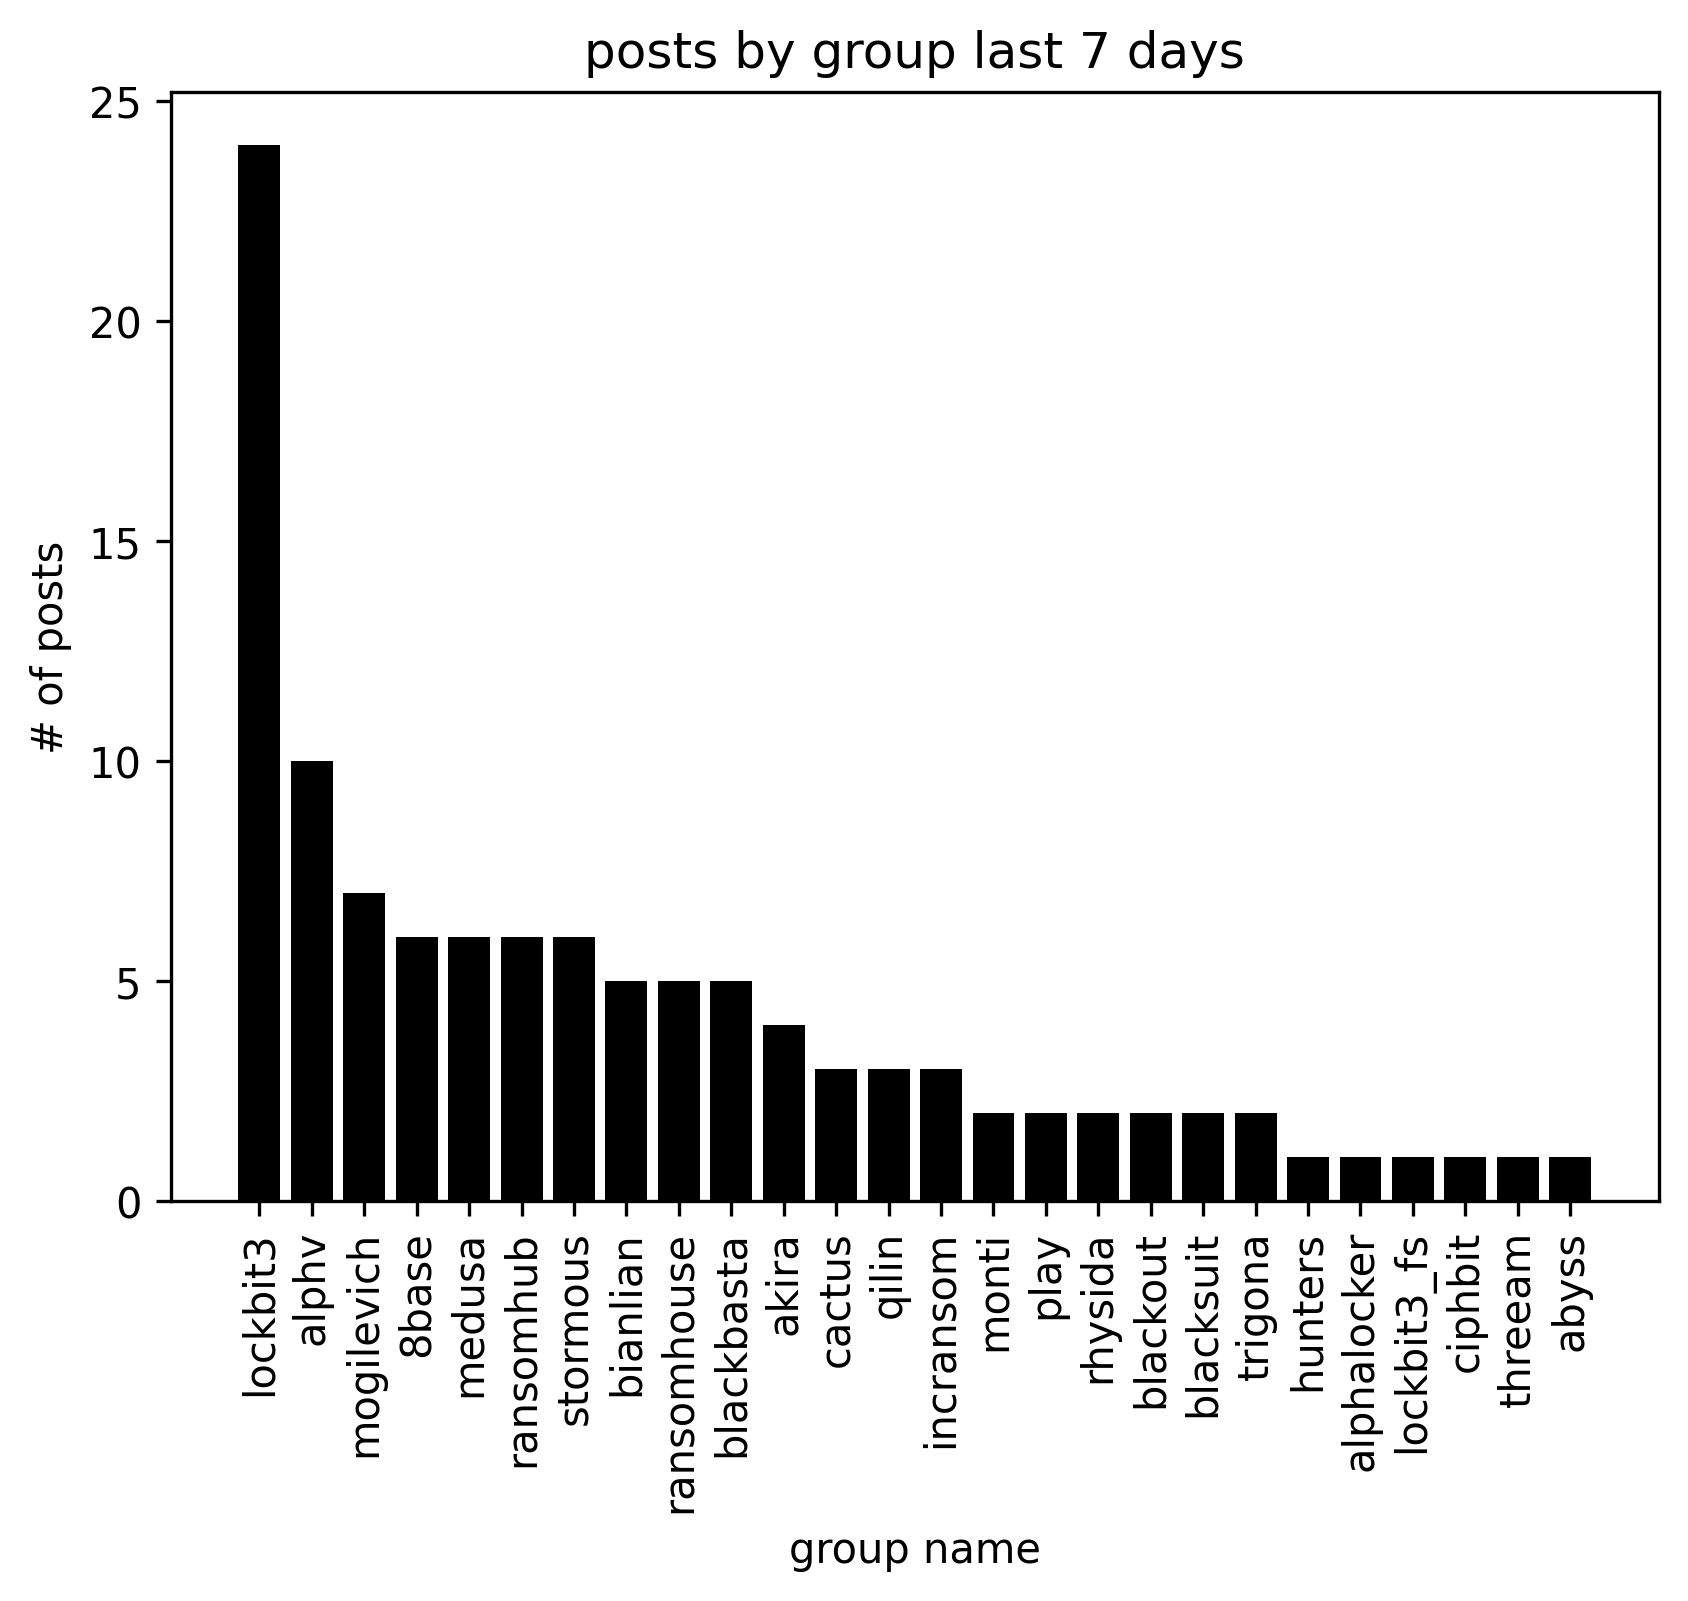 posts by group last 7 days
25
20
15
10
5
0
# of posts
lockbit3
alphv
mogilevich
8base
medusa
ransomhub
stormous
bianlian
ransomhouse
blackbasta
akira
cactus
qilin
incransom
monti
play
rhysida
blackout
blacksuit
trigona
hunters
alphalocker
lockbit3_fs
ciphbit
threeam
abyss
group name